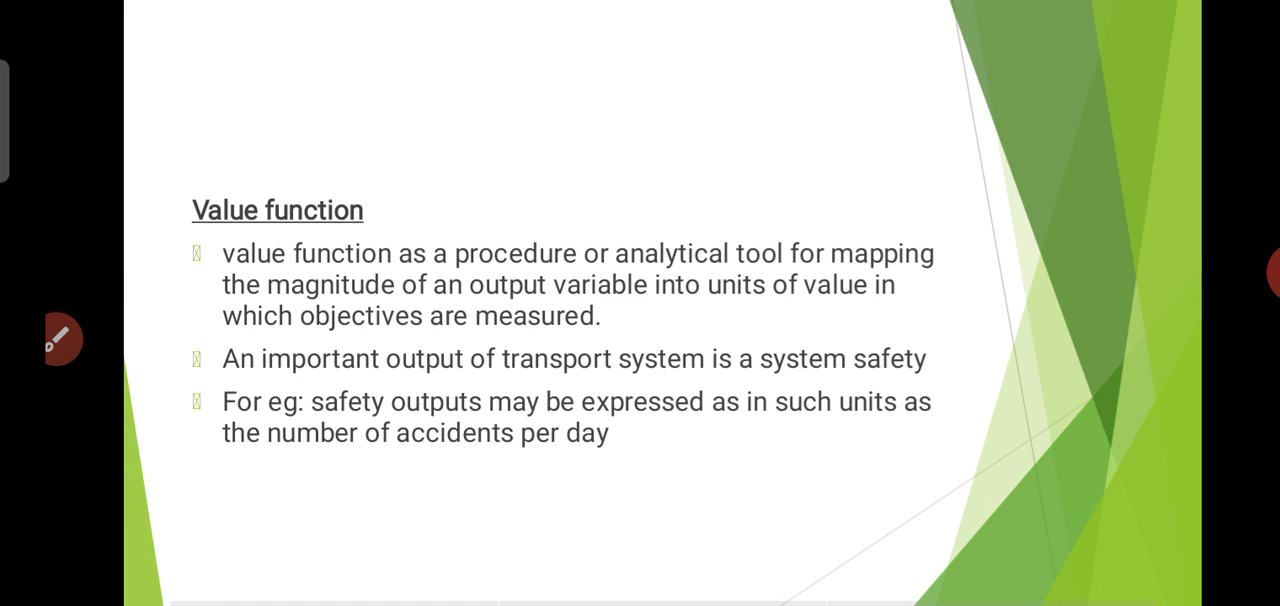 Value function
value function as a procedure or analytical tool for mapping
the magnitude of an output variable into units of value in
which objectives are measured.
An important output of transport system is a system safety
For eg: safety outputs may be expressed as in such units as
the number of accidents per day